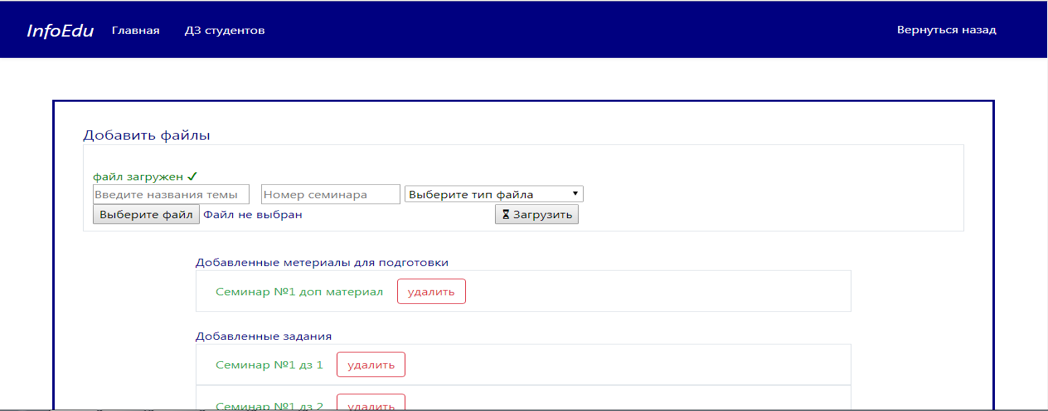 InfoEdu Главная ДЗ студентов Вернуться назад
Добавить файлы
файл загружен ✓
Введите названия темы Номер семинара Выберите тип файла
Выберите файл Файл не выбран Загрузить
Добавленные метериалы для подготовки
Семинар №1 доп материал удалить
Добавленные задания
Семинар №1 дз 1 удалить
Семинар №1 дз 2 удалить